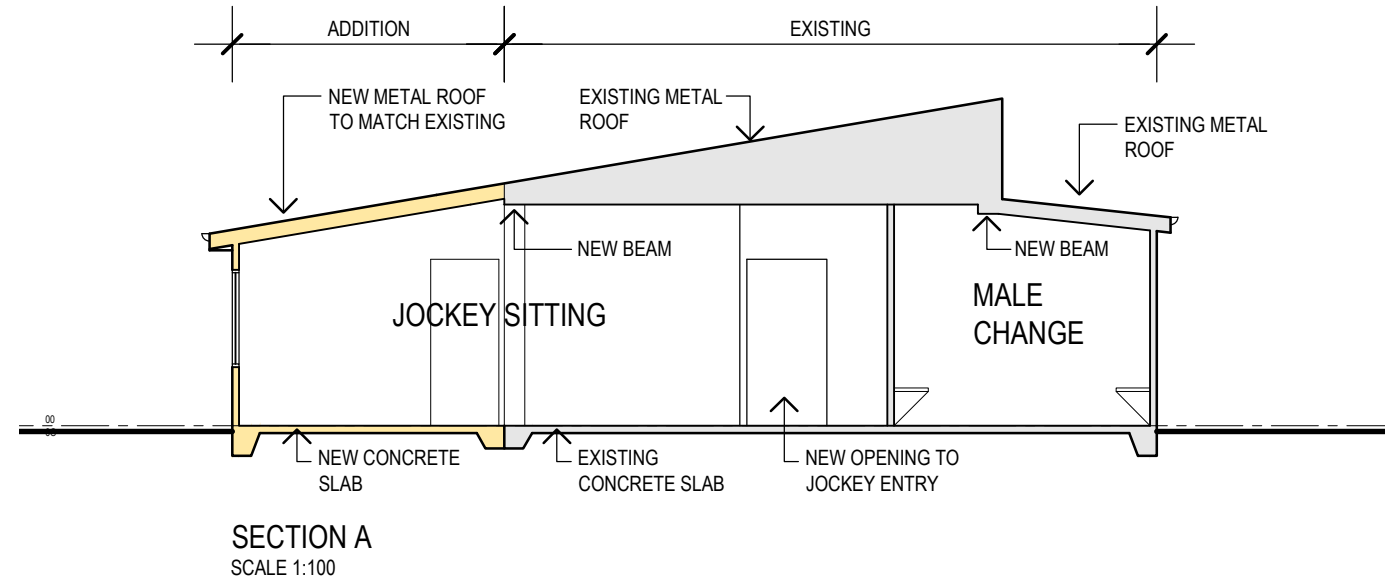 ADDITION
EXISTING
NEW METAL ROOF
TO MATCH EXISTING
EXISTING METAL
ROOF
EXISTING METAL
ROOF
NEW BEAM
NEW BEAM
JOCKEY SITTING
MALE
CHANGE
00
NEW CONCRETE
SLAB
EXISTING
CONCRETE SLAB
NEW OPENING TO
JOCKEY ENTRY
SECTION A
SCALE 1:100